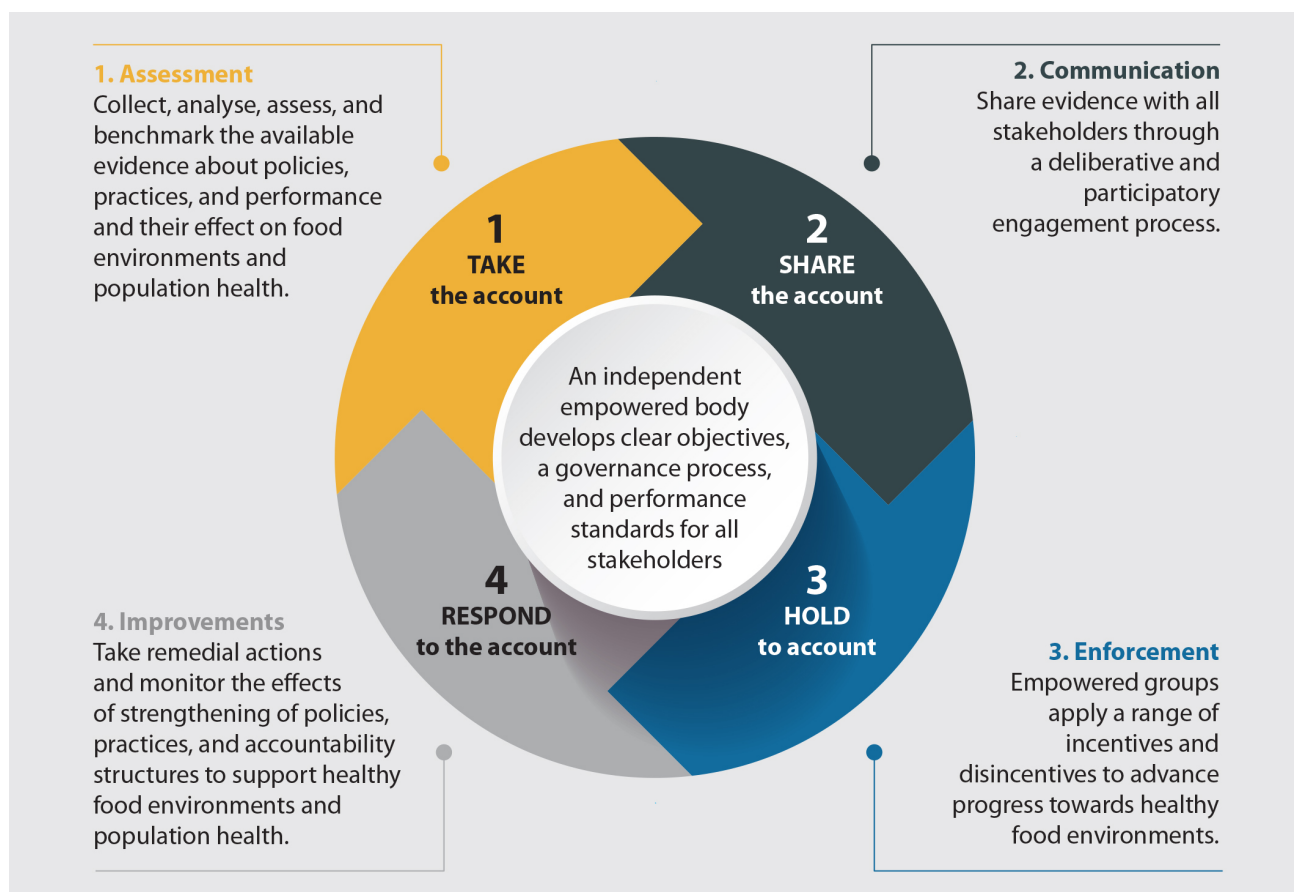 1. Assessment
Collect, analyse, assess, and
benchmark the available
evidence about policies,
practices, and performance
and their effect on food
environments and
population health.
2. Communication
Share evidence with all
stakeholders through
a deliberative and
participatory
engagement process.
1
TAKE
the account
2
SHARE
the account
An independent
empowered body
develops clear objectives,
a governance process,
and performance
standards for all
stakeholders
4
RESPOND
to the account
3
HOLD
to account
4. Improvements
Take remedial actions
and monitor the effects
of strengthening of policies,
practices, and accountability
structures to support healthy
food environments and
population health.
3. Enforcement
Empowered groups
apply a range of
incentives and
disincentives to advance
progress towards healthy
food environments.